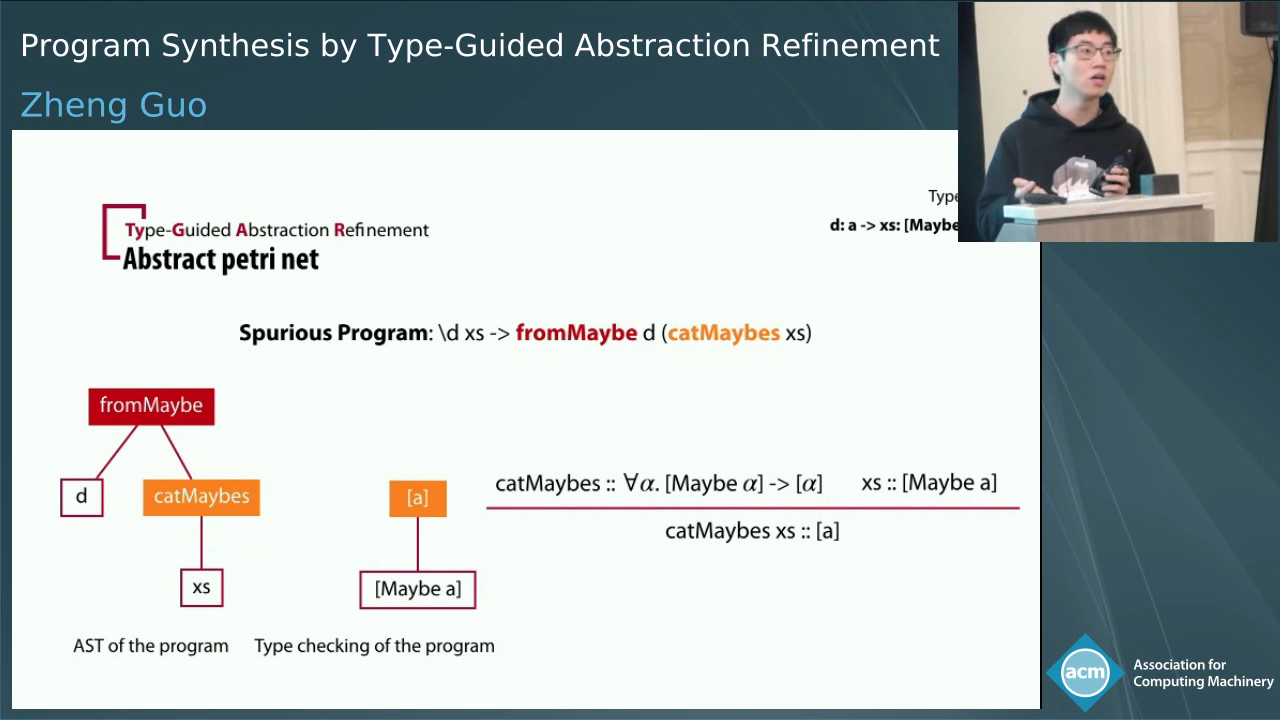 Program Synthesis by Type-Guided Abstraction Refinement
Zheng Guo
Type
d: a -> xs: [Maybe
Type-Guided Abstraction Refinement
Abstract petri net
Spurious Program: \d xs -> fromMaybe d (catMaybes xs)
fromMaybe
d
catMaybes
xs
[a]
[Maybe a]
catMaybes :: ∀α. [Maybe α] -> [α]
xs :: [Maybe a]
catMaybes xs :: [a]
AST of the program
Type checking of the program
acm
Association for
Computing Machinery